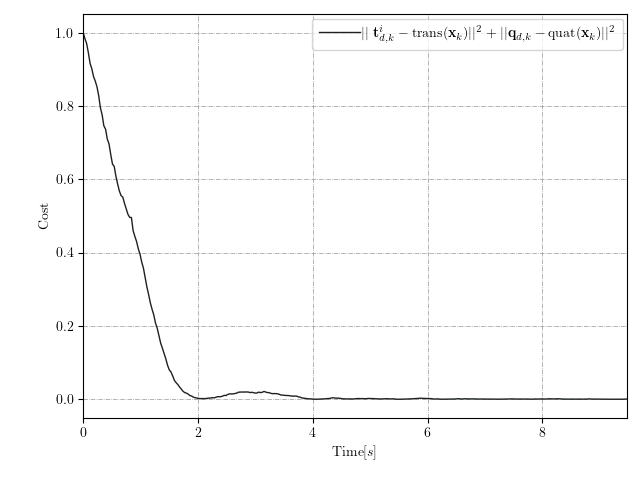 || t^i_{d,k} − trans(x_k)||^2 + ||q_{d,k} − quat(x_k)||^2
1.0
0.8
0.6
0.4
0.2
0.0
Cost
0 2 4 6 8
Time[s]